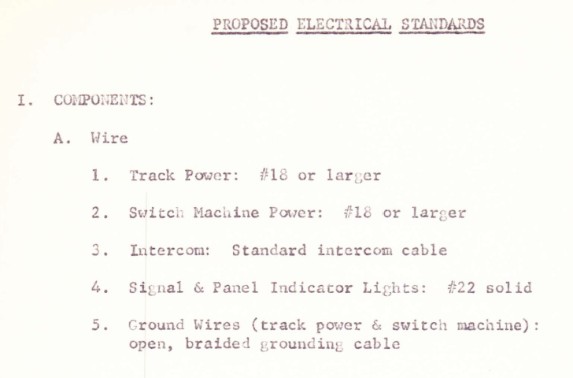 PROPOSED ELECTRICAL STANDARDS
I. COMPONENTS:
A. Wire
1. Track Power: #18 or larger
2. Switch Machine Power: #18 or larger
3. Intercom: Standard intercom cable
4. Signal & Panel Indicator Lights: #22 solid
5. Ground Wires (track power & switch machine):
open, braided grounding cable